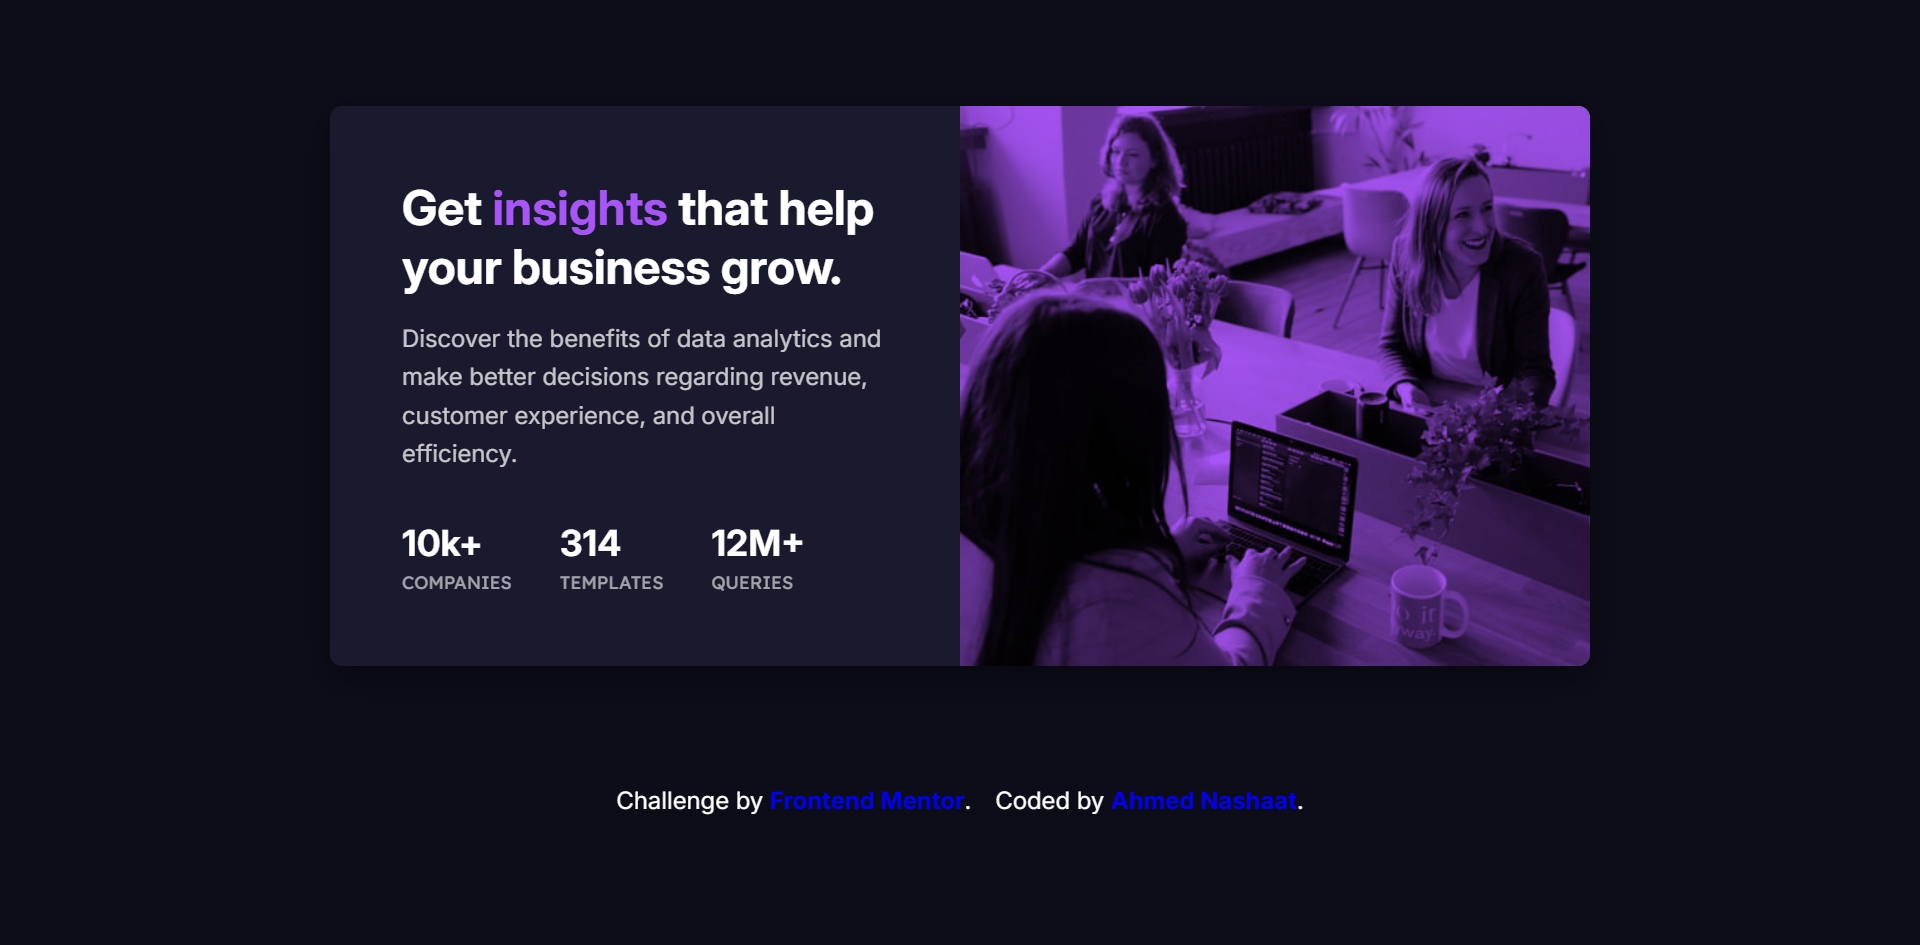 Get insights that help
your business grow.
Discover the benefits of data analytics and
make better decisions regarding revenue,
customer experience, and overall
efficiency.
10k+ 314 12M+
COMPANIES TEMPLATES QUERIES
o it
way.
Challenge by Frontend Mentor. Coded by Ahmed Nashaat.